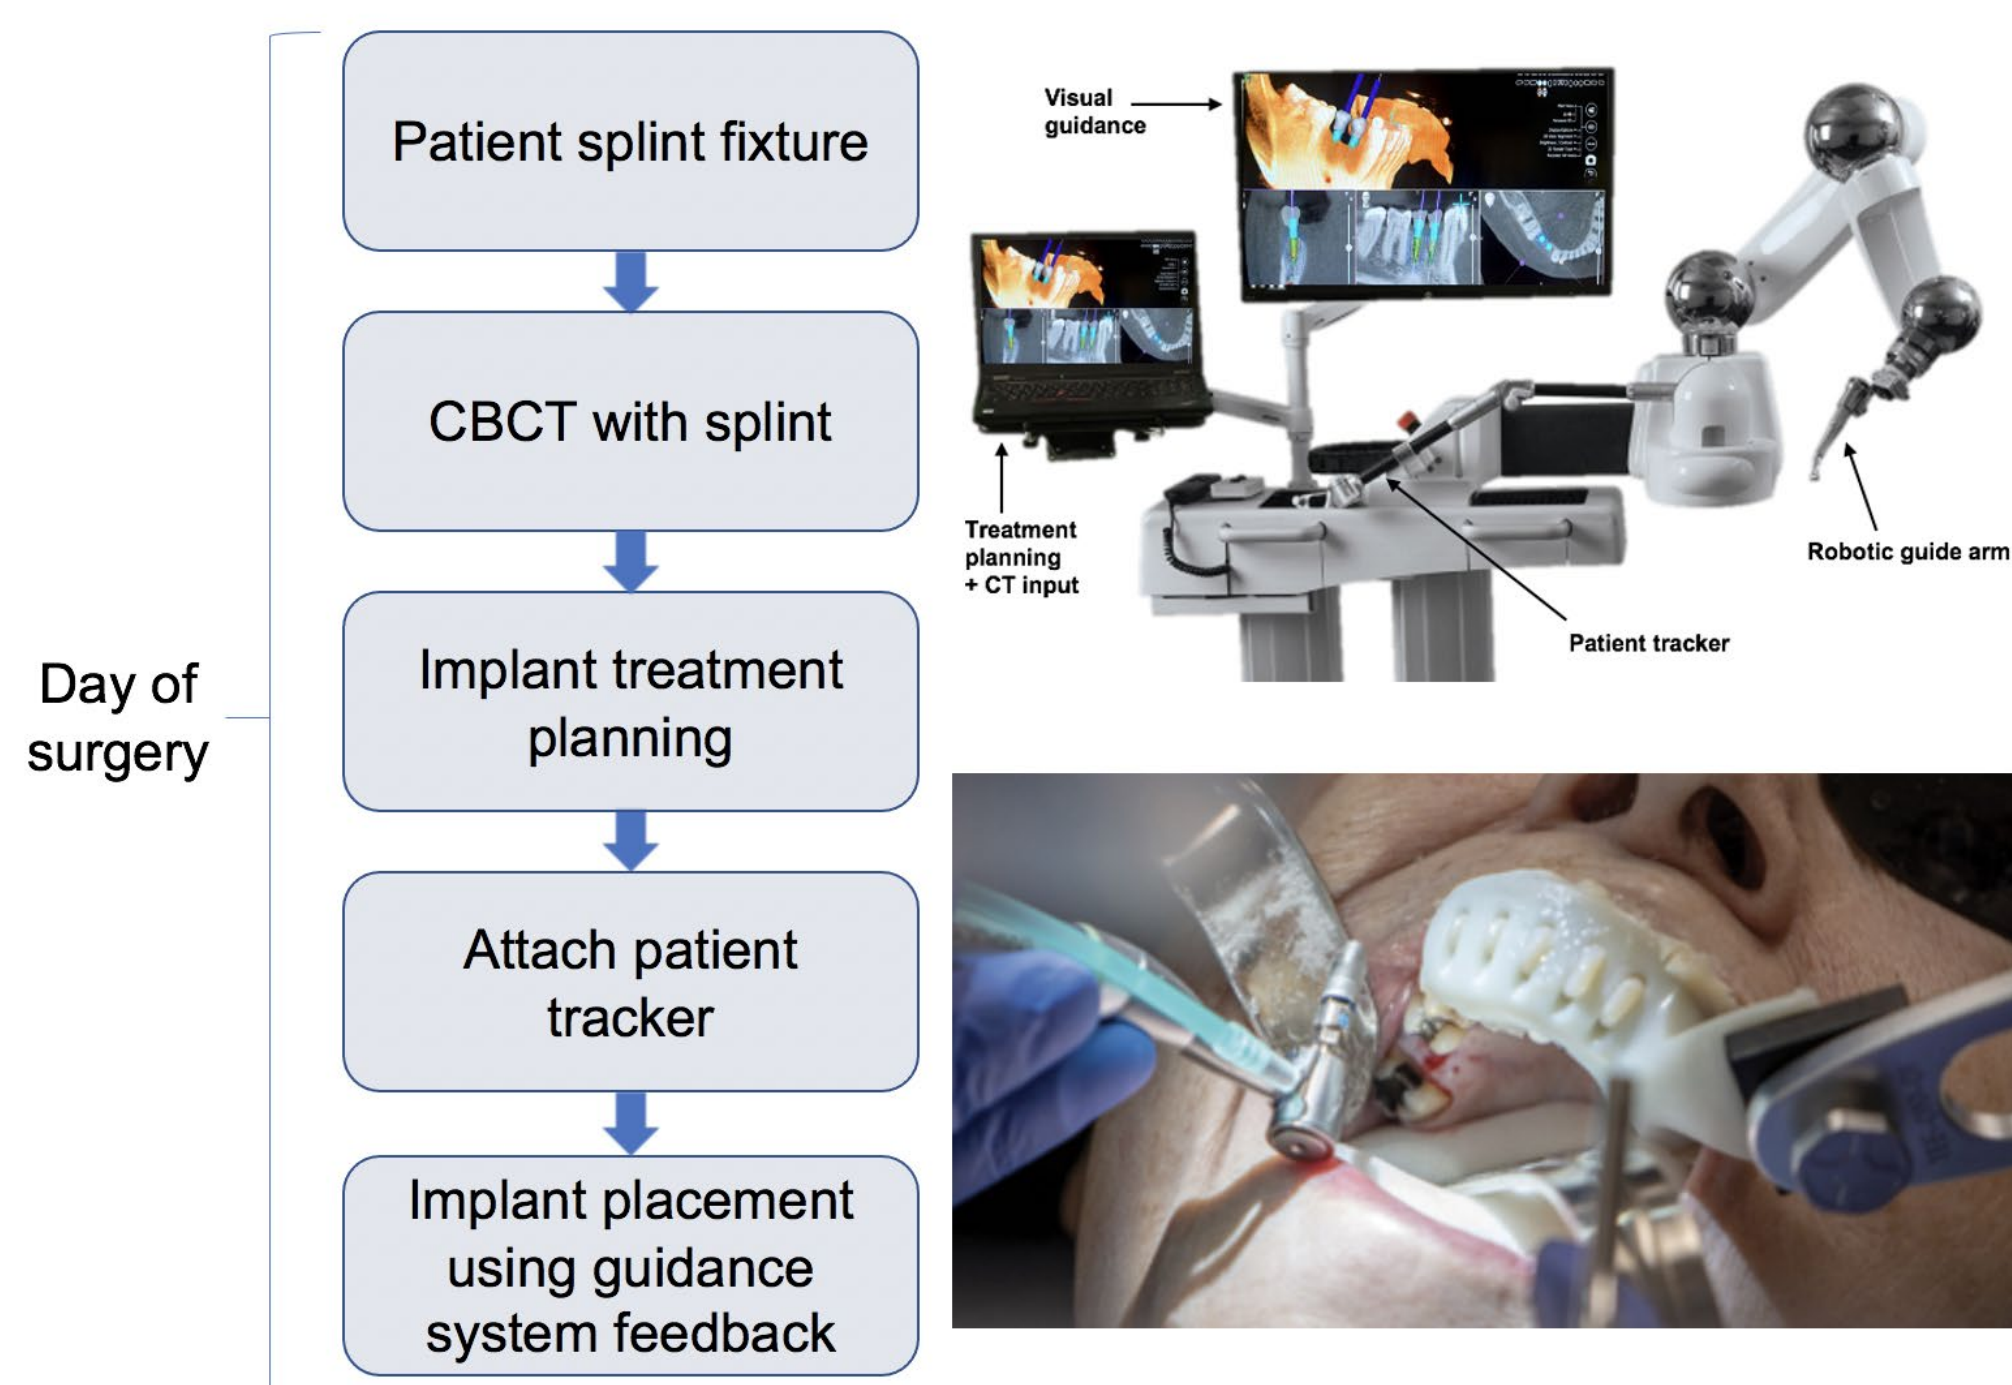 Day of
surgery
Patient splint fixture
CBCT with splint
Implant treatment
planning
Attach patient
tracker
Implant placement
using guidance
system feedback
Visual
guidance
Treatment
planning
+ CT input
Patient tracker
Robotic guide arm